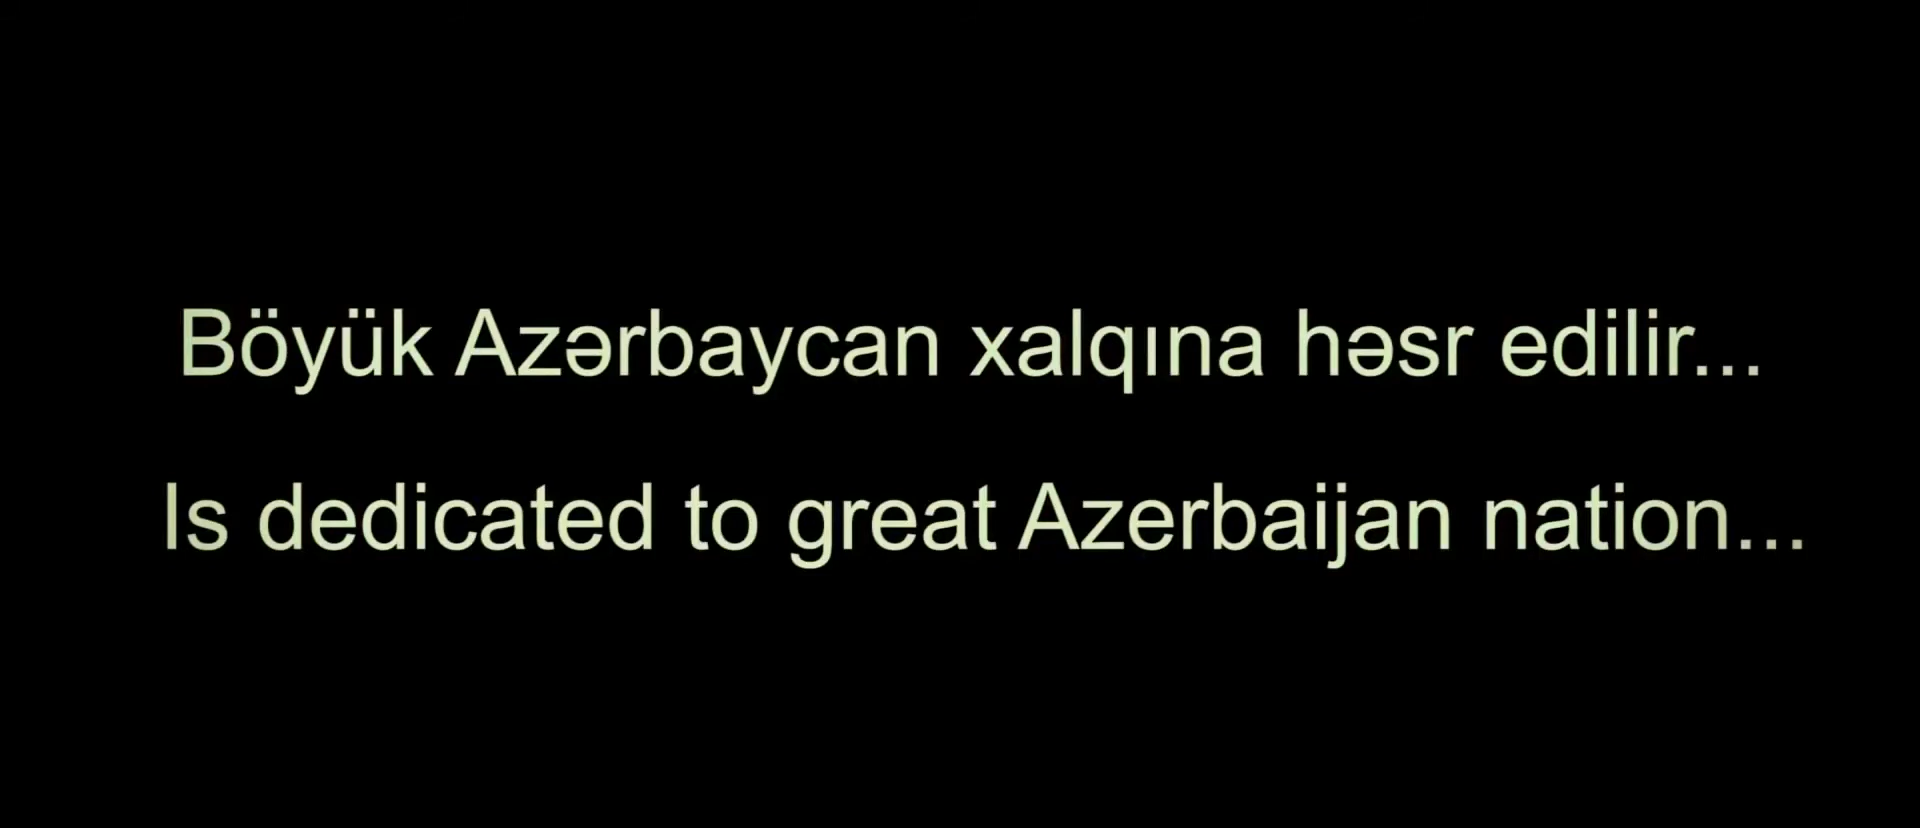 Böyük Azərbaycan xalqına həsr edilir...
Is dedicated to great Azerbaijan nation...